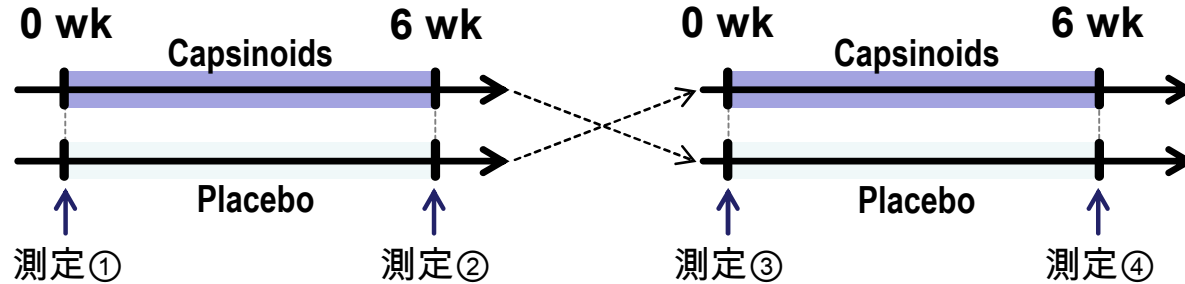 0 wk 6 wk 0 wk 6 wk
Capsinoids Capsinoids
Placebo Placebo
測定① 測定② 測定③ 測定④